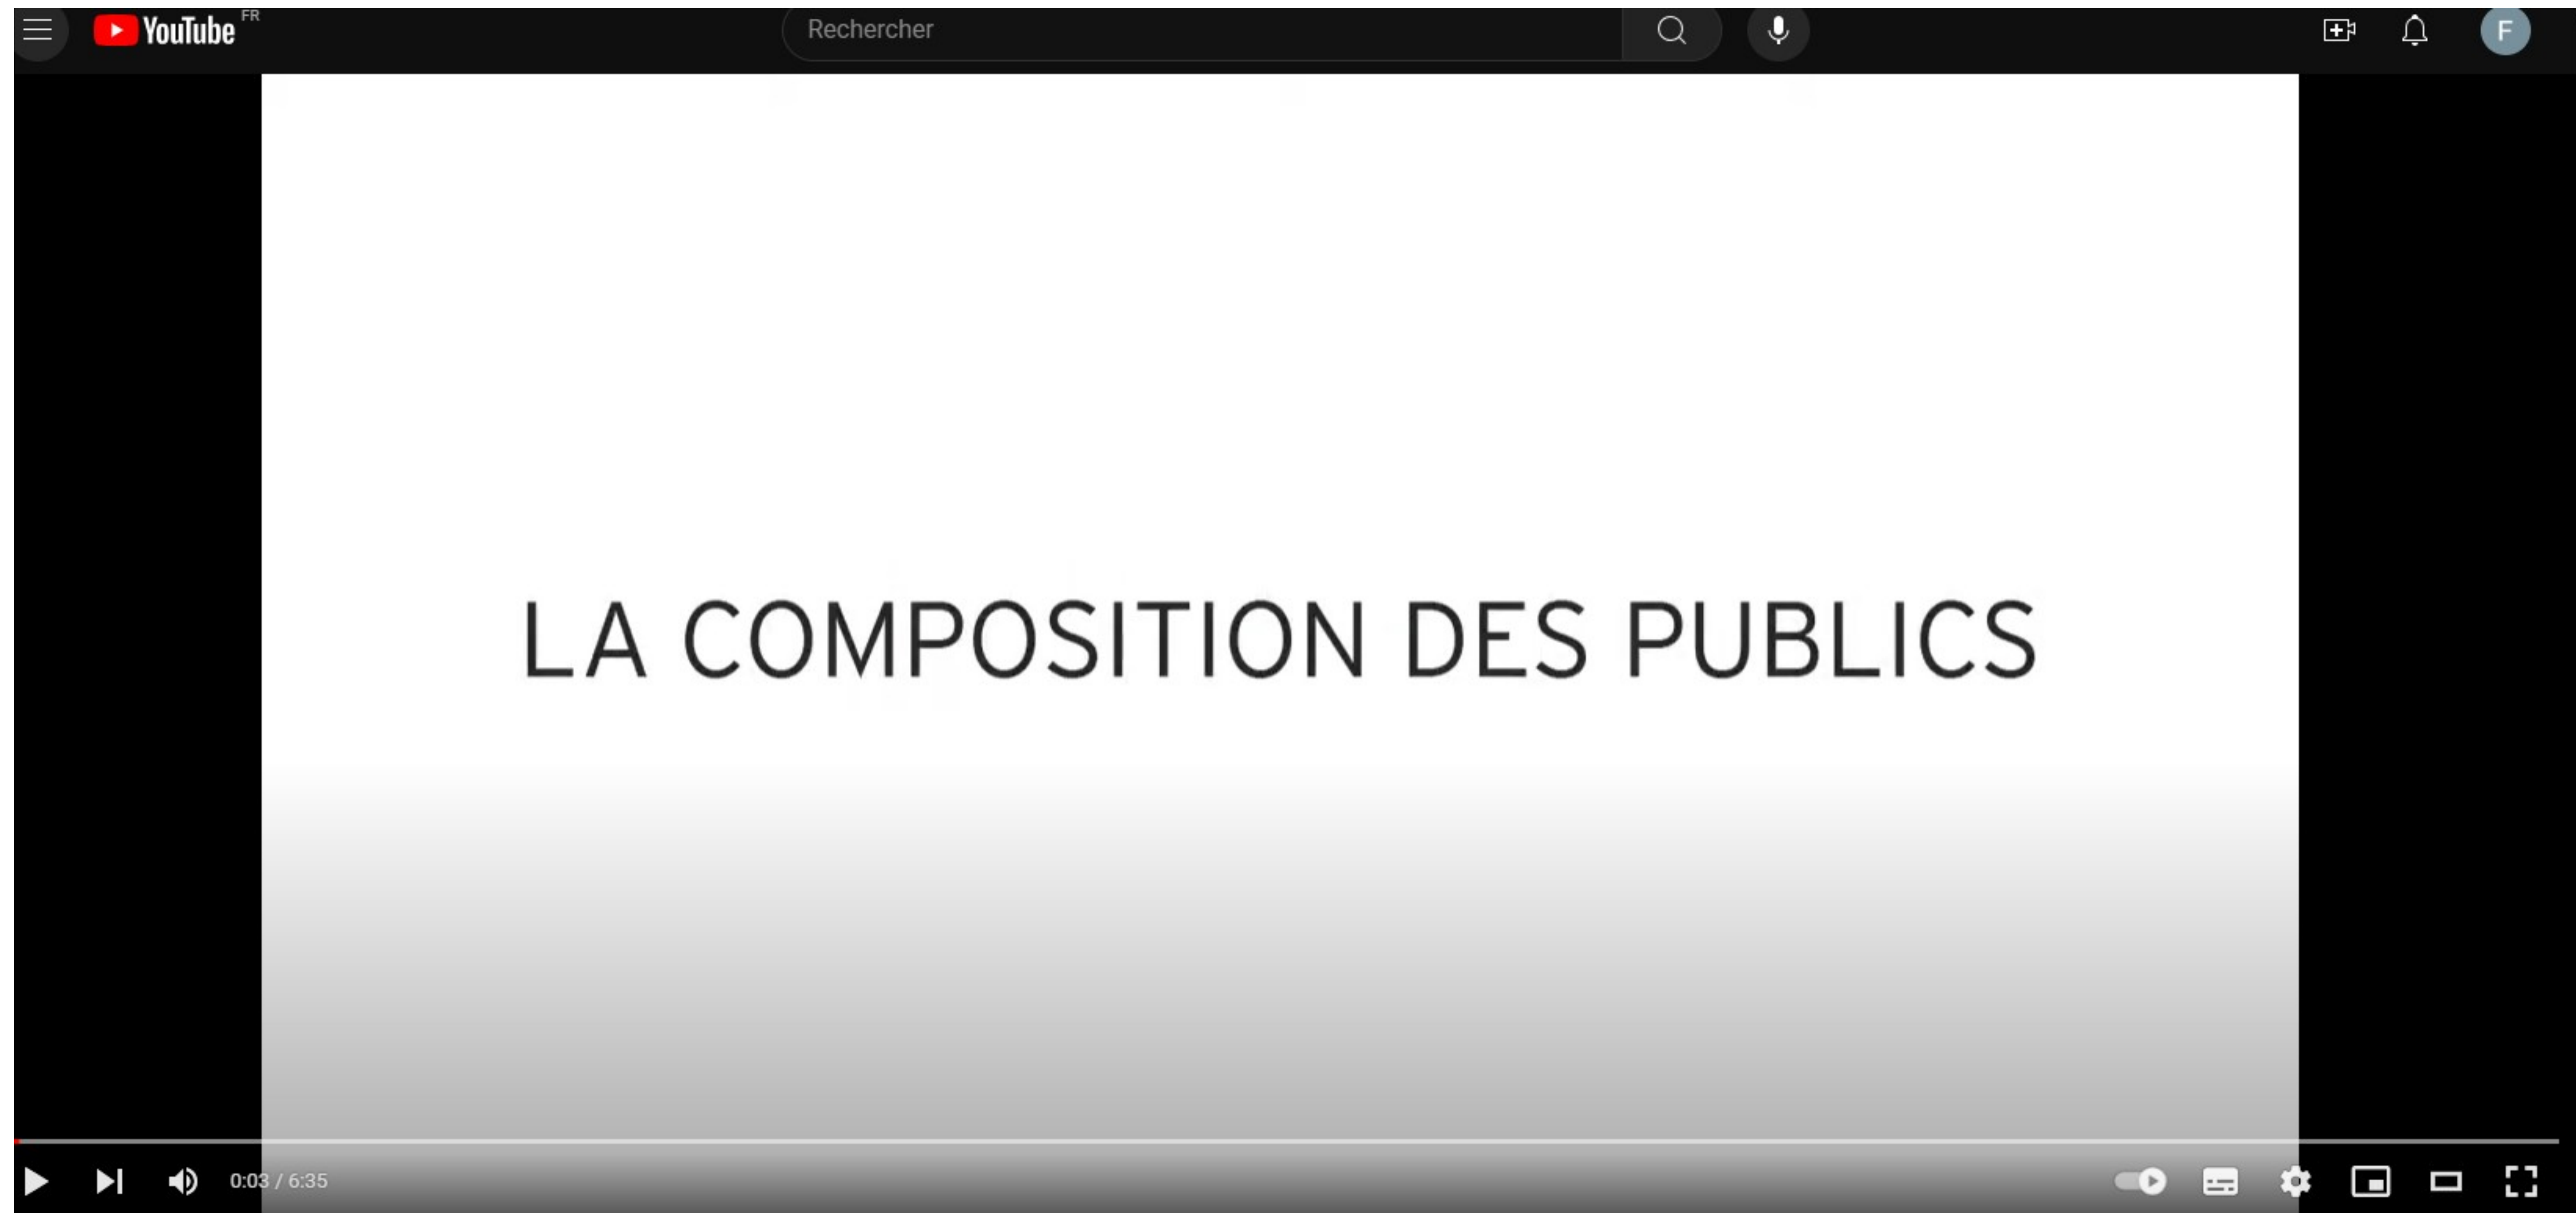 YouTube FR
Rechercher
F
LA COMPOSITION DES PUBLICS
0:03 / 6:35